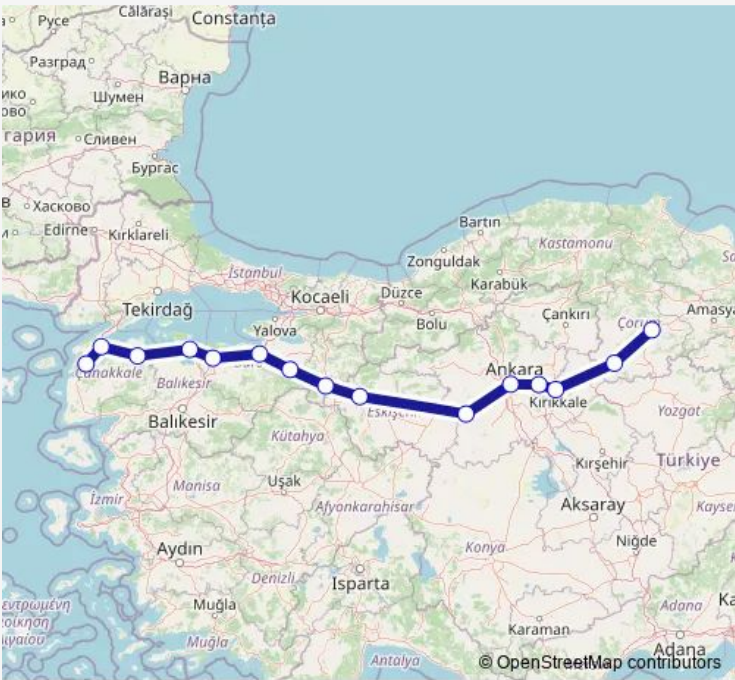 Călărași
Русе
Constanța
Разград
Варна
Шумен
Сливен
Бургас
Хасково
Edirne
Kırklareli
Bartın
Kastamonu
Zonguldak
İstanbul
Karabük
Kocaeli
Düzce
Tekirdağ
Çankırı
Amasya
Yalova
Bolu
Çorum
Ankara
Çanakkale
Balıkesir
Kırıkkale
Eskişehir
Yozgat
Balıkesir
Kütahya
Kırşehir
Türkiye
Uşak
Manisa
İzmir
Afyonkarahisar
Aksaray
Niğde
Aydın
Konya
Denizli
Isparta
Adana
Muğla
Karaman
Muğla
Adana
Antalya
© OpenStreetMap contributors